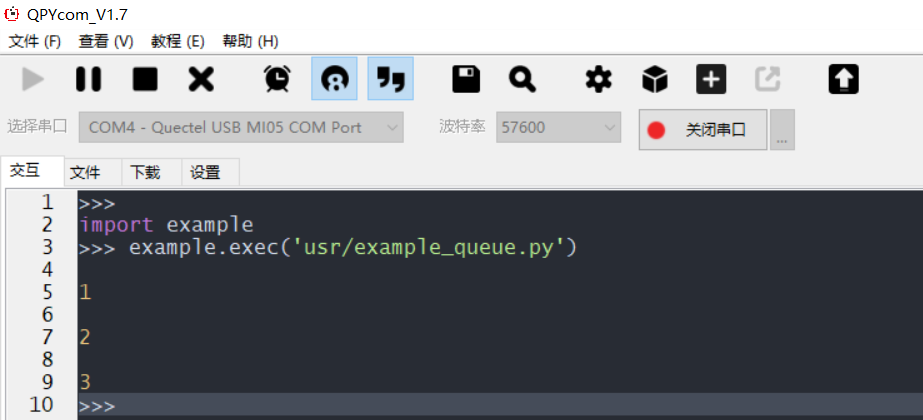 QPYcom_V1.7
文件 (F) 查看 (V) 教程 (E) 帮助 (H)
选择串口 COM4 - Quectel USB MI05 COM Port 波特率 57600 关闭串口 ...
交互 文件 下载 设置
1 >>>
2 import example
3 >>> example.exec('usr/example_queue.py')
4
5 1
6
7 2
8
9 3
10 >>>